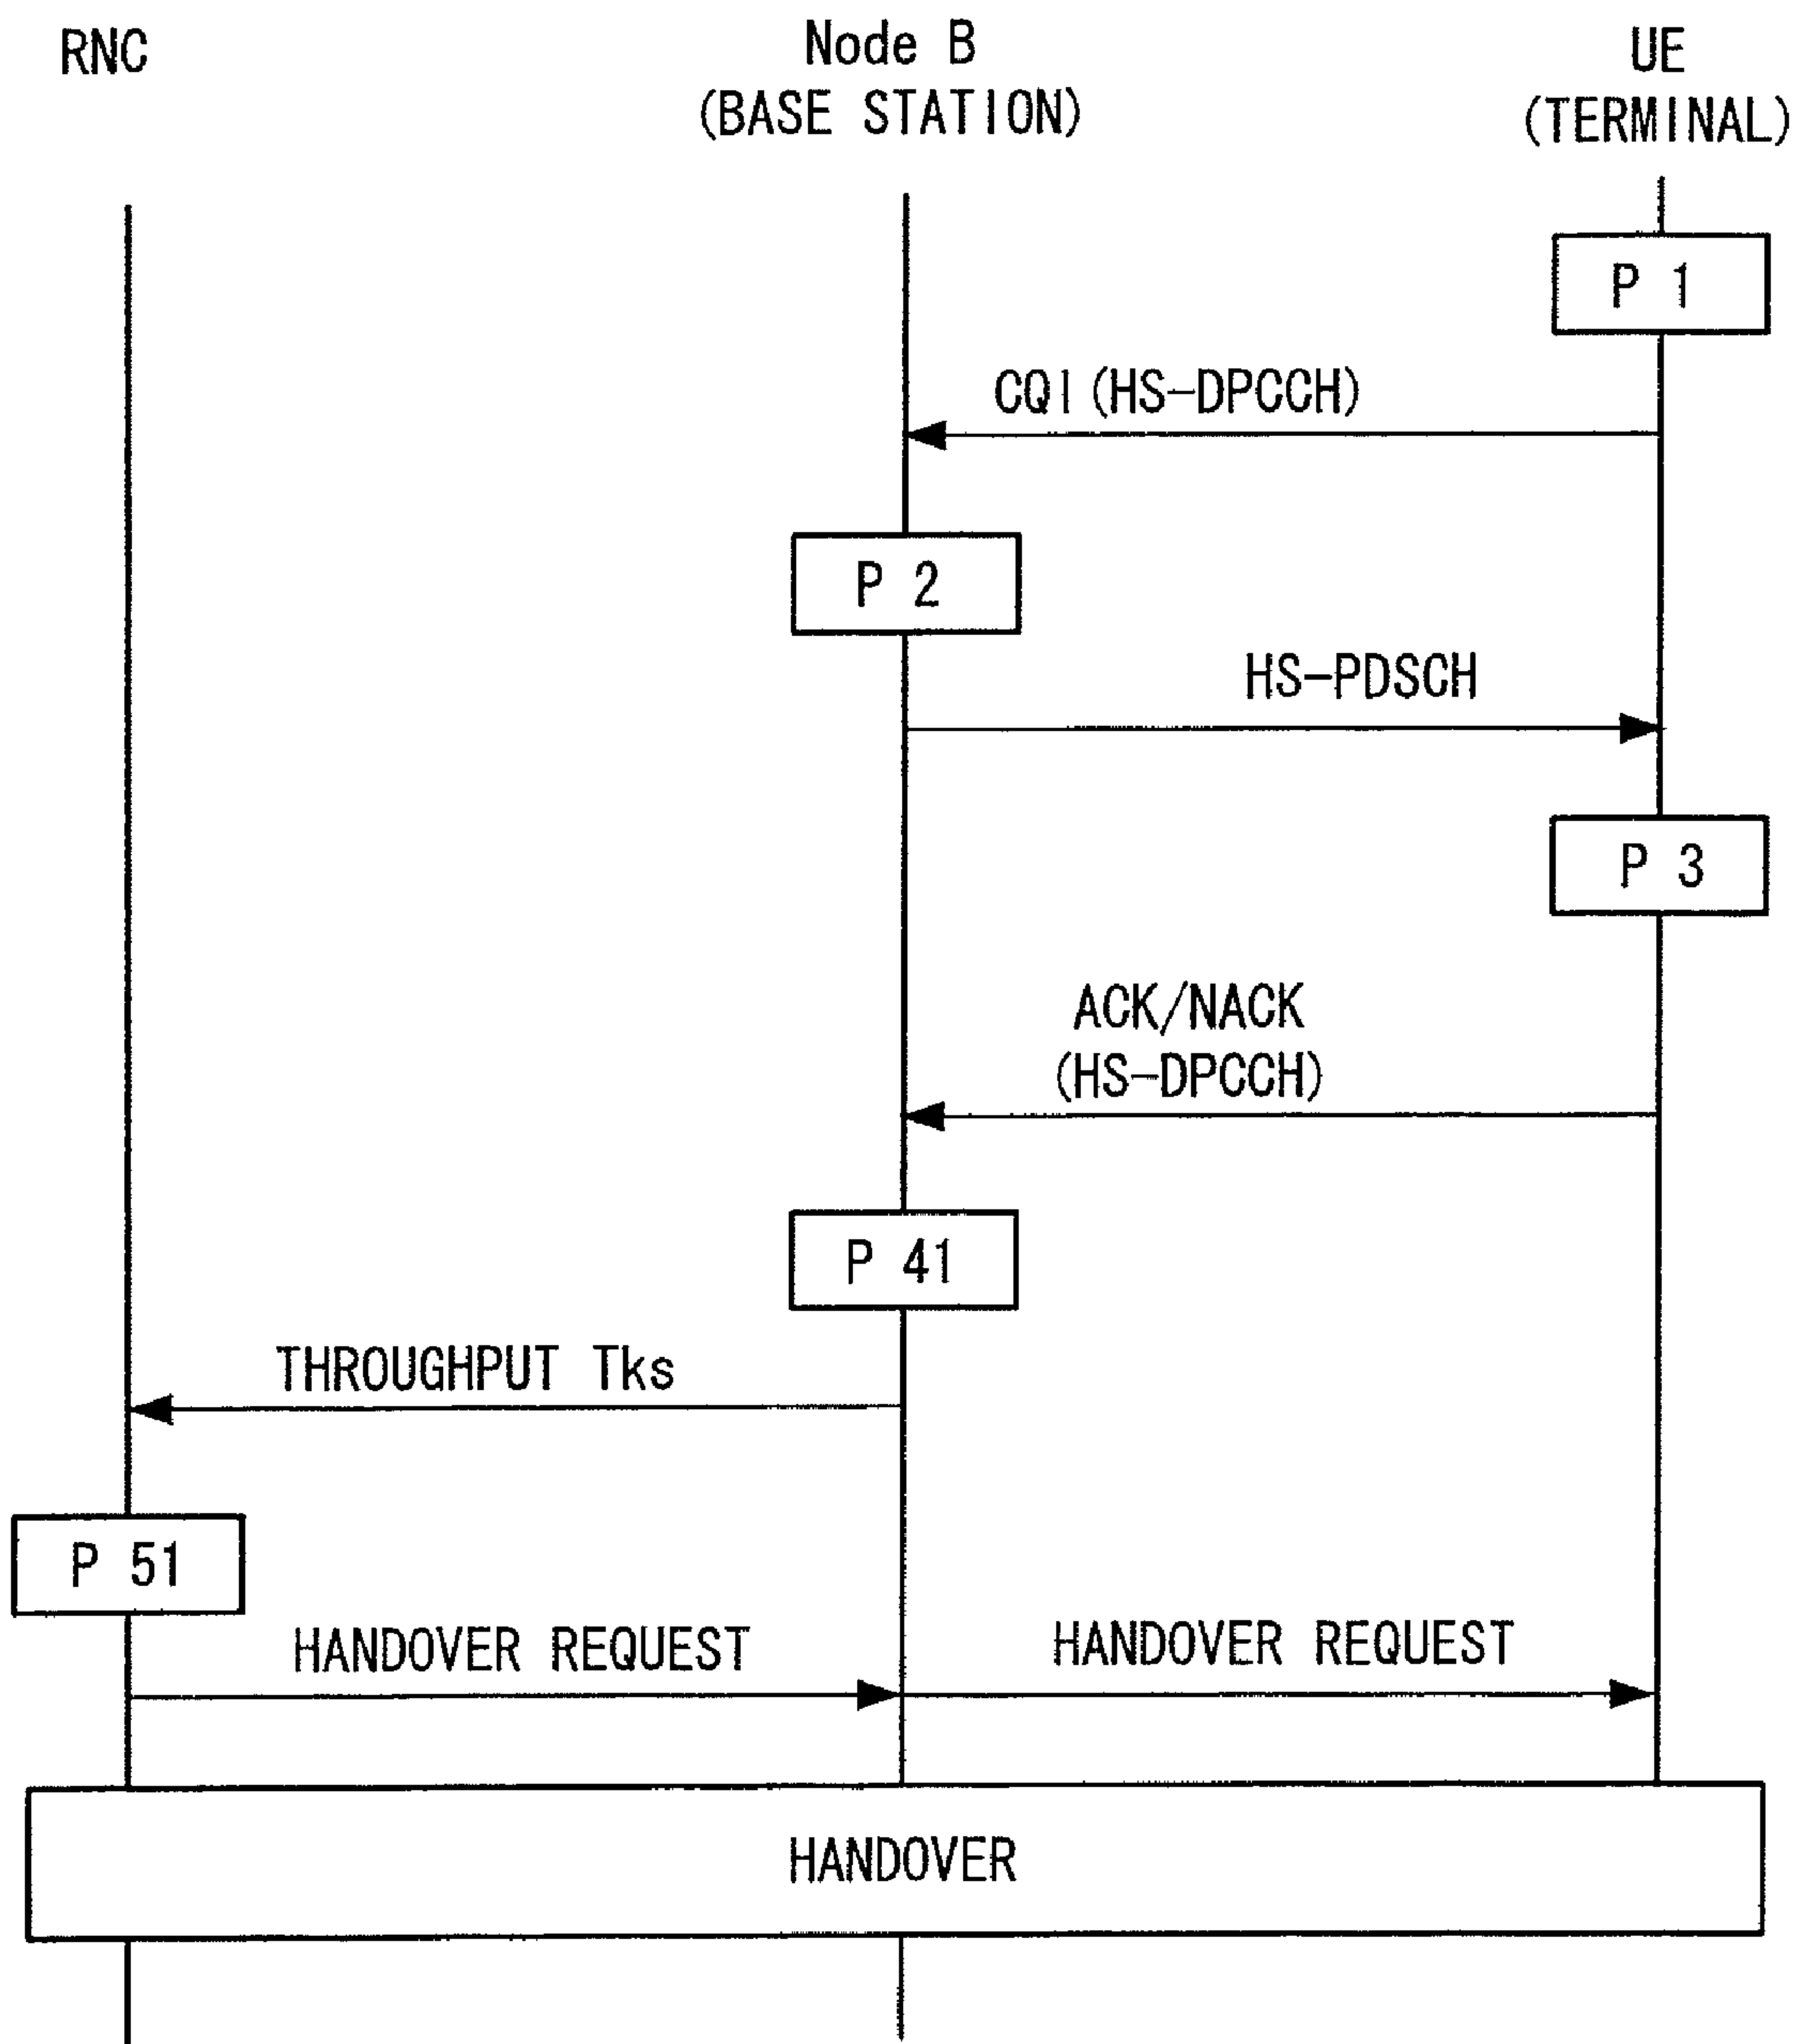 RNC
Node B
(BASE STATION)
UE
(TERMINAL)
P 1
CQI(HS-DPCCH)
P 2
HS-PDSCH
P 3
ACK/NACK
(HS-DPCCH)
P 41
THROUGHPUT Tks
P 51
HANDOVER REQUEST
HANDOVER REQUEST
HANDOVER